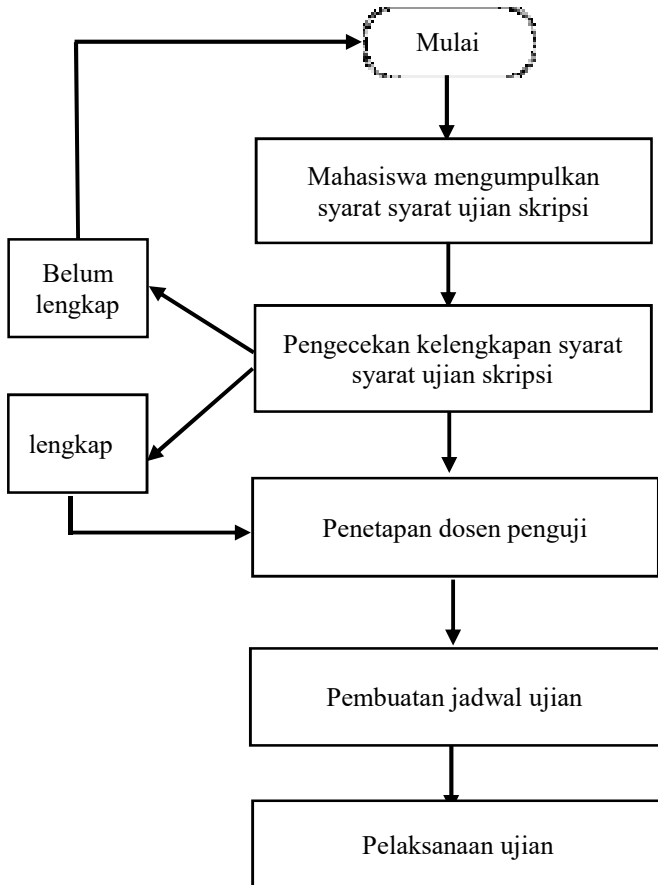 Mulai
Mahasiswa mengumpulkan
syarat syarat ujian skripsi
Belum
lengkap
Pengecekan kelengkapan syarat
syarat ujian skripsi
lengkap
Penetapan dosen penguji
Pembuatan jadwal ujian
Pelaksanaan ujian